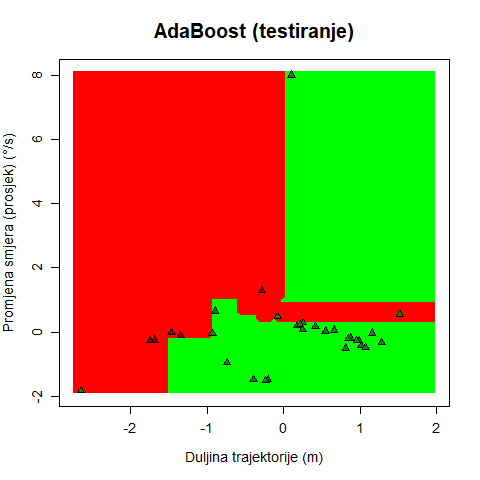 AdaBoost (testiranje)
Promjena smjera (prosjek) (°/s)
8
6
4
2
0
-2
-2 -1 0 1 2
Duljina trajektorije (m)